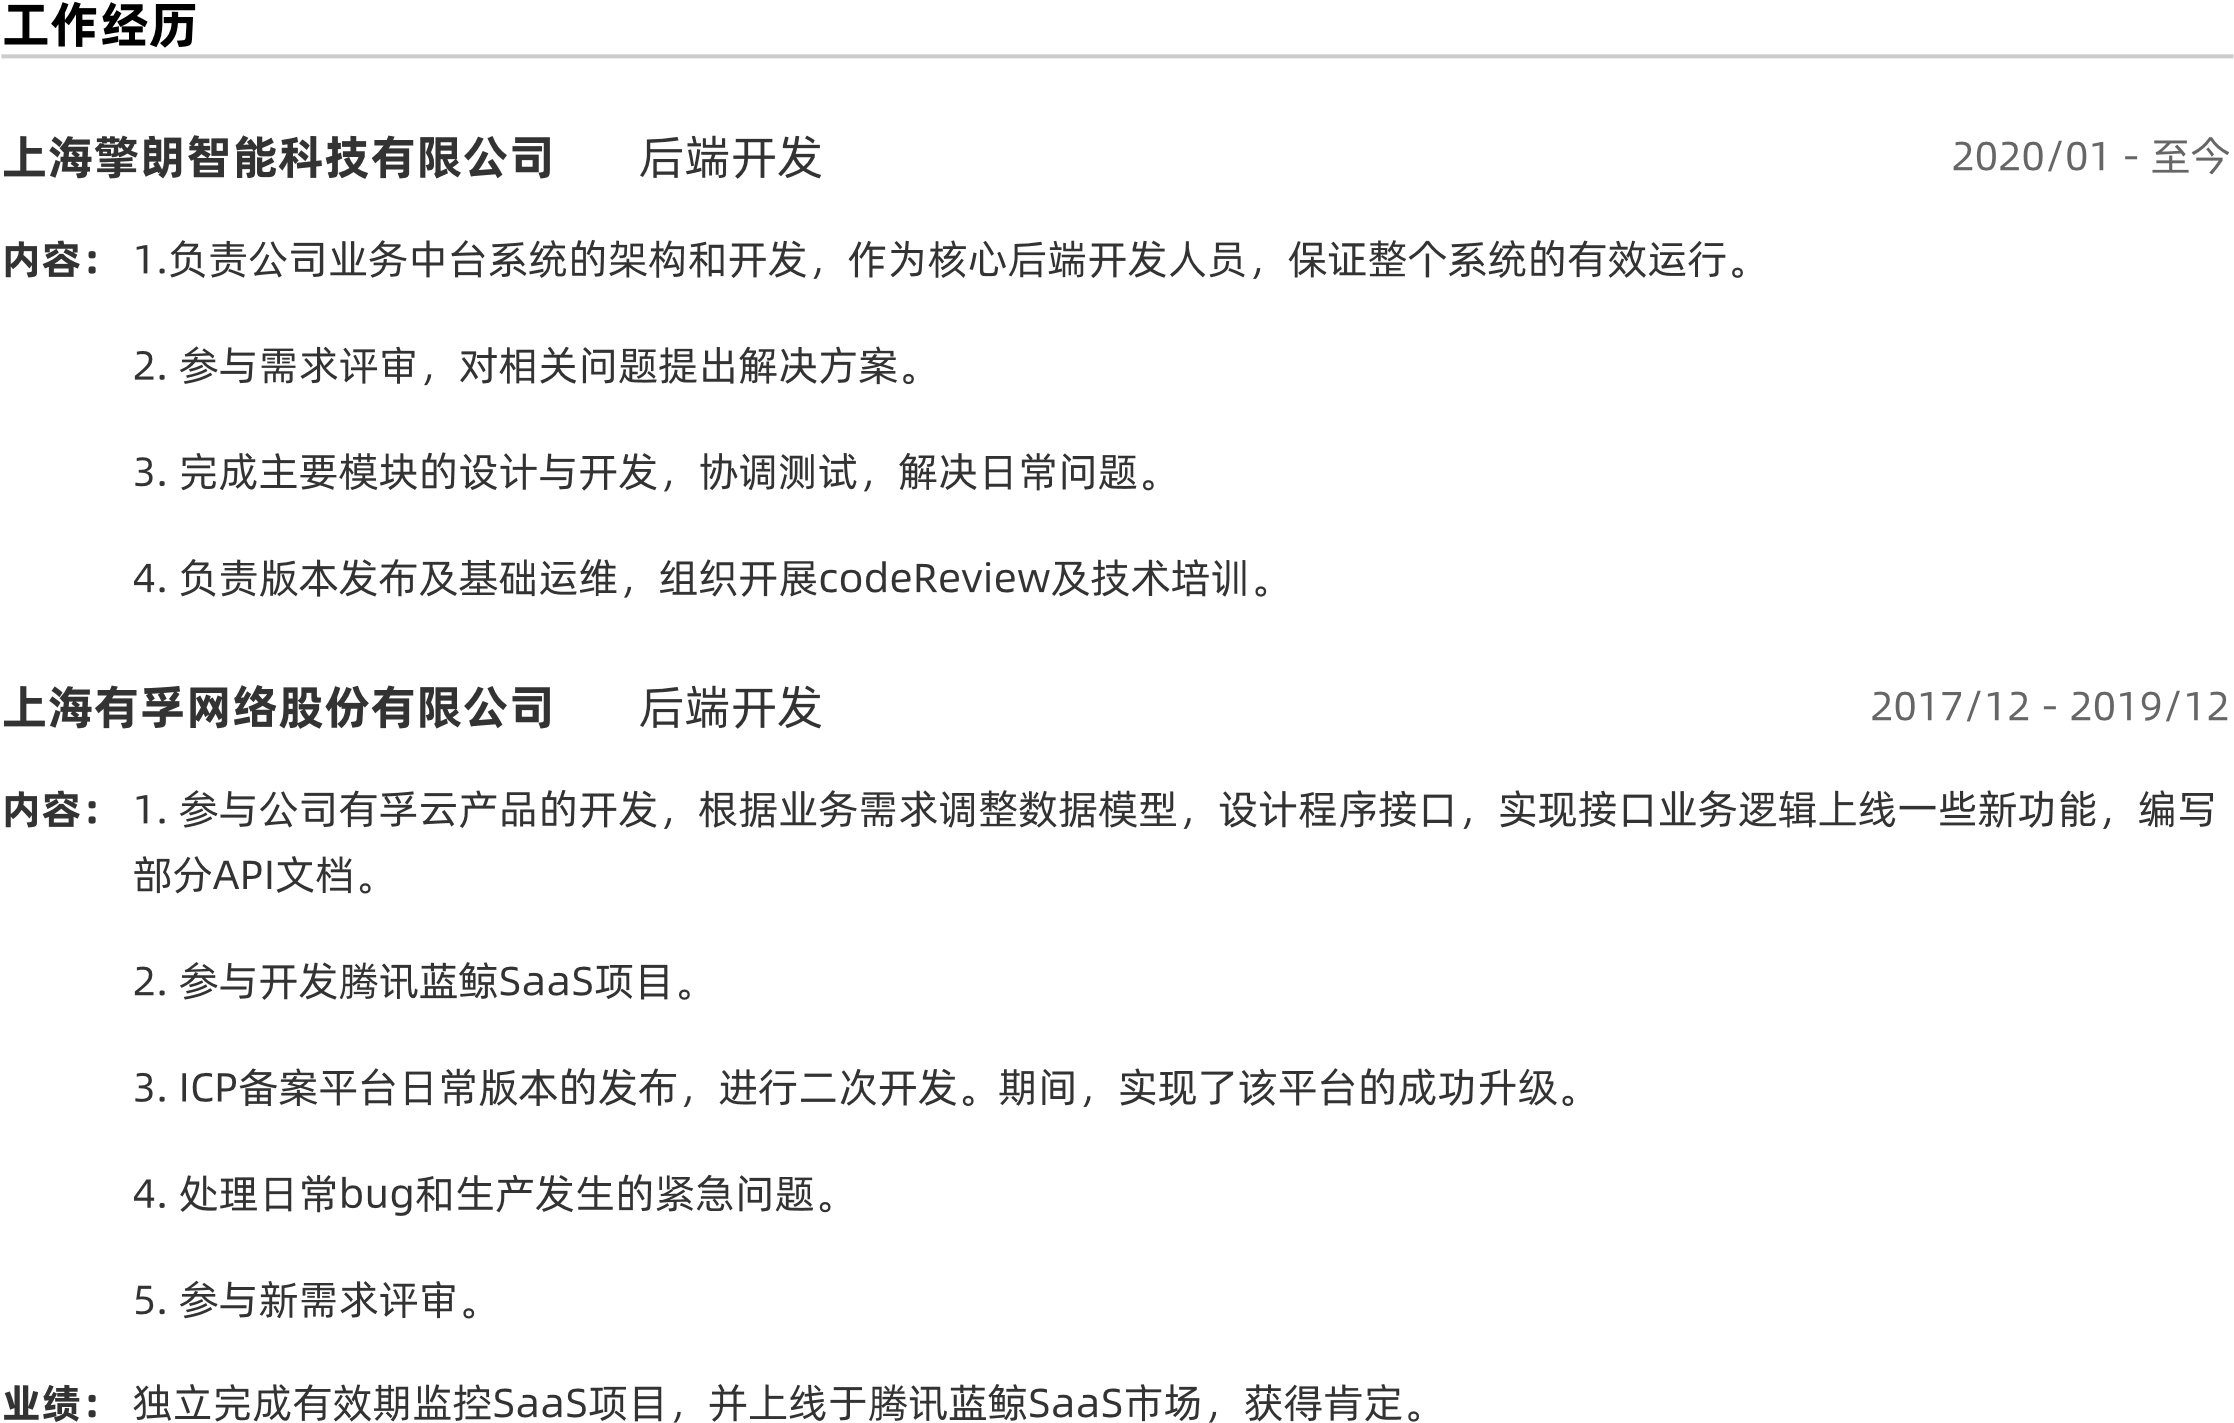 工作经历
上海擎朗智能科技有限公司 后端开发 2020/01 - 至今
内容： 1.负责公司业务中台系统的架构和开发，作为核心后端开发人员，保证整个系统的有效运行。
2. 参与需求评审，对相关问题提出解决方案。
3. 完成主要模块的设计与开发，协调测试，解决日常问题。
4. 负责版本发布及基础运维，组织开展codeReview及技术培训。
上海有孚网络股份有限公司 后端开发 2017/12 - 2019/12
内容： 1. 参与公司有孚云产品的开发，根据业务需求调整数据模型，设计程序接口，实现接口业务逻辑上线一些新功能，编写
部分API文档。
2. 参与开发腾讯蓝鲸SaaS项目。
3. ICP备案平台日常版本的发布，进行二次开发。期间，实现了该平台的成功升级。
4. 处理日常bug和生产发生的紧急问题。
5. 参与新需求评审。
业绩： 独立完成有效期监控SaaS项目，并上线于腾讯蓝鲸SaaS市场，获得肯定。